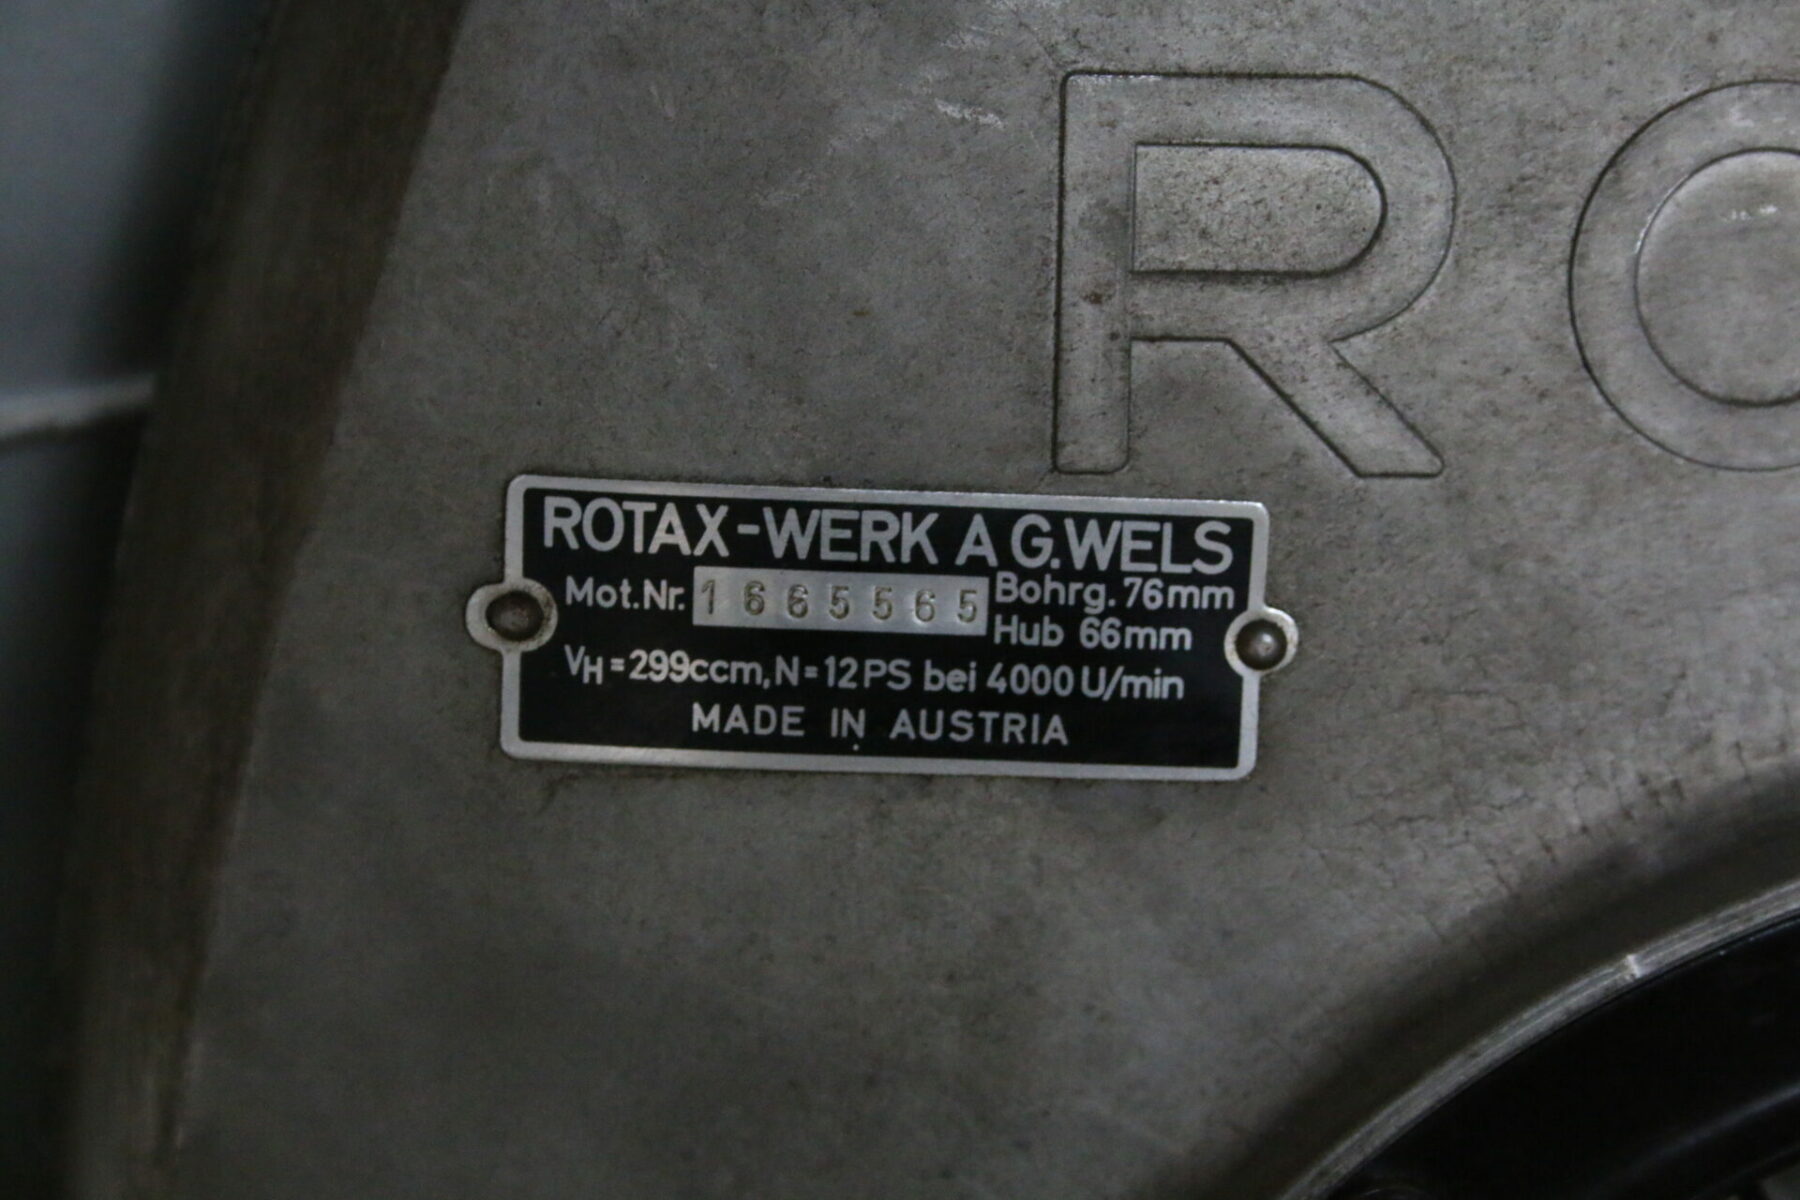 RO
ROTAX-WERK A G.WELS
Mot.Nr. 1665565 Bohrg. 76mm
Hub 66mm
VH=299ccm, N=12PS bei 4000U/min
MADE IN AUSTRIA